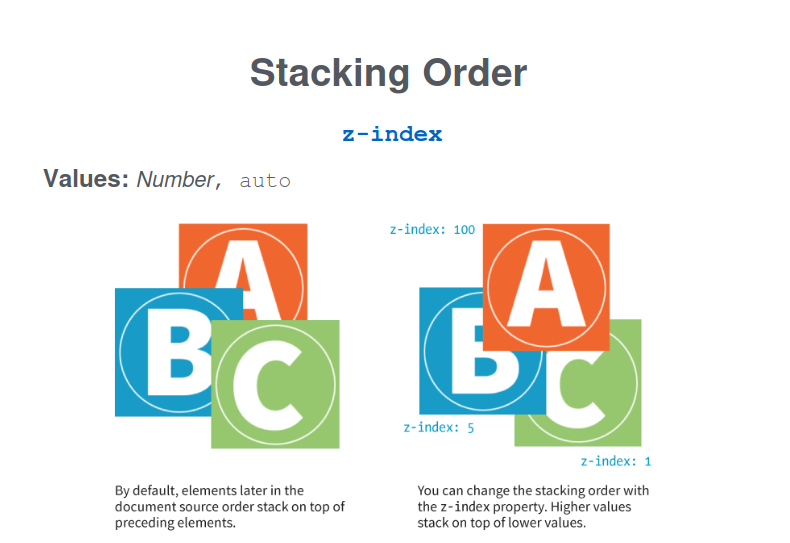 Stacking Order
z-index
Values: Number, auto
A
B
C
z-index: 100
A
B
C
z-index: 5
z-index: 1
By default, elements later in the
document source order stack on top of
preceding elements.
You can change the stacking order with
the z-index property. Higher values
stack on top of lower values.